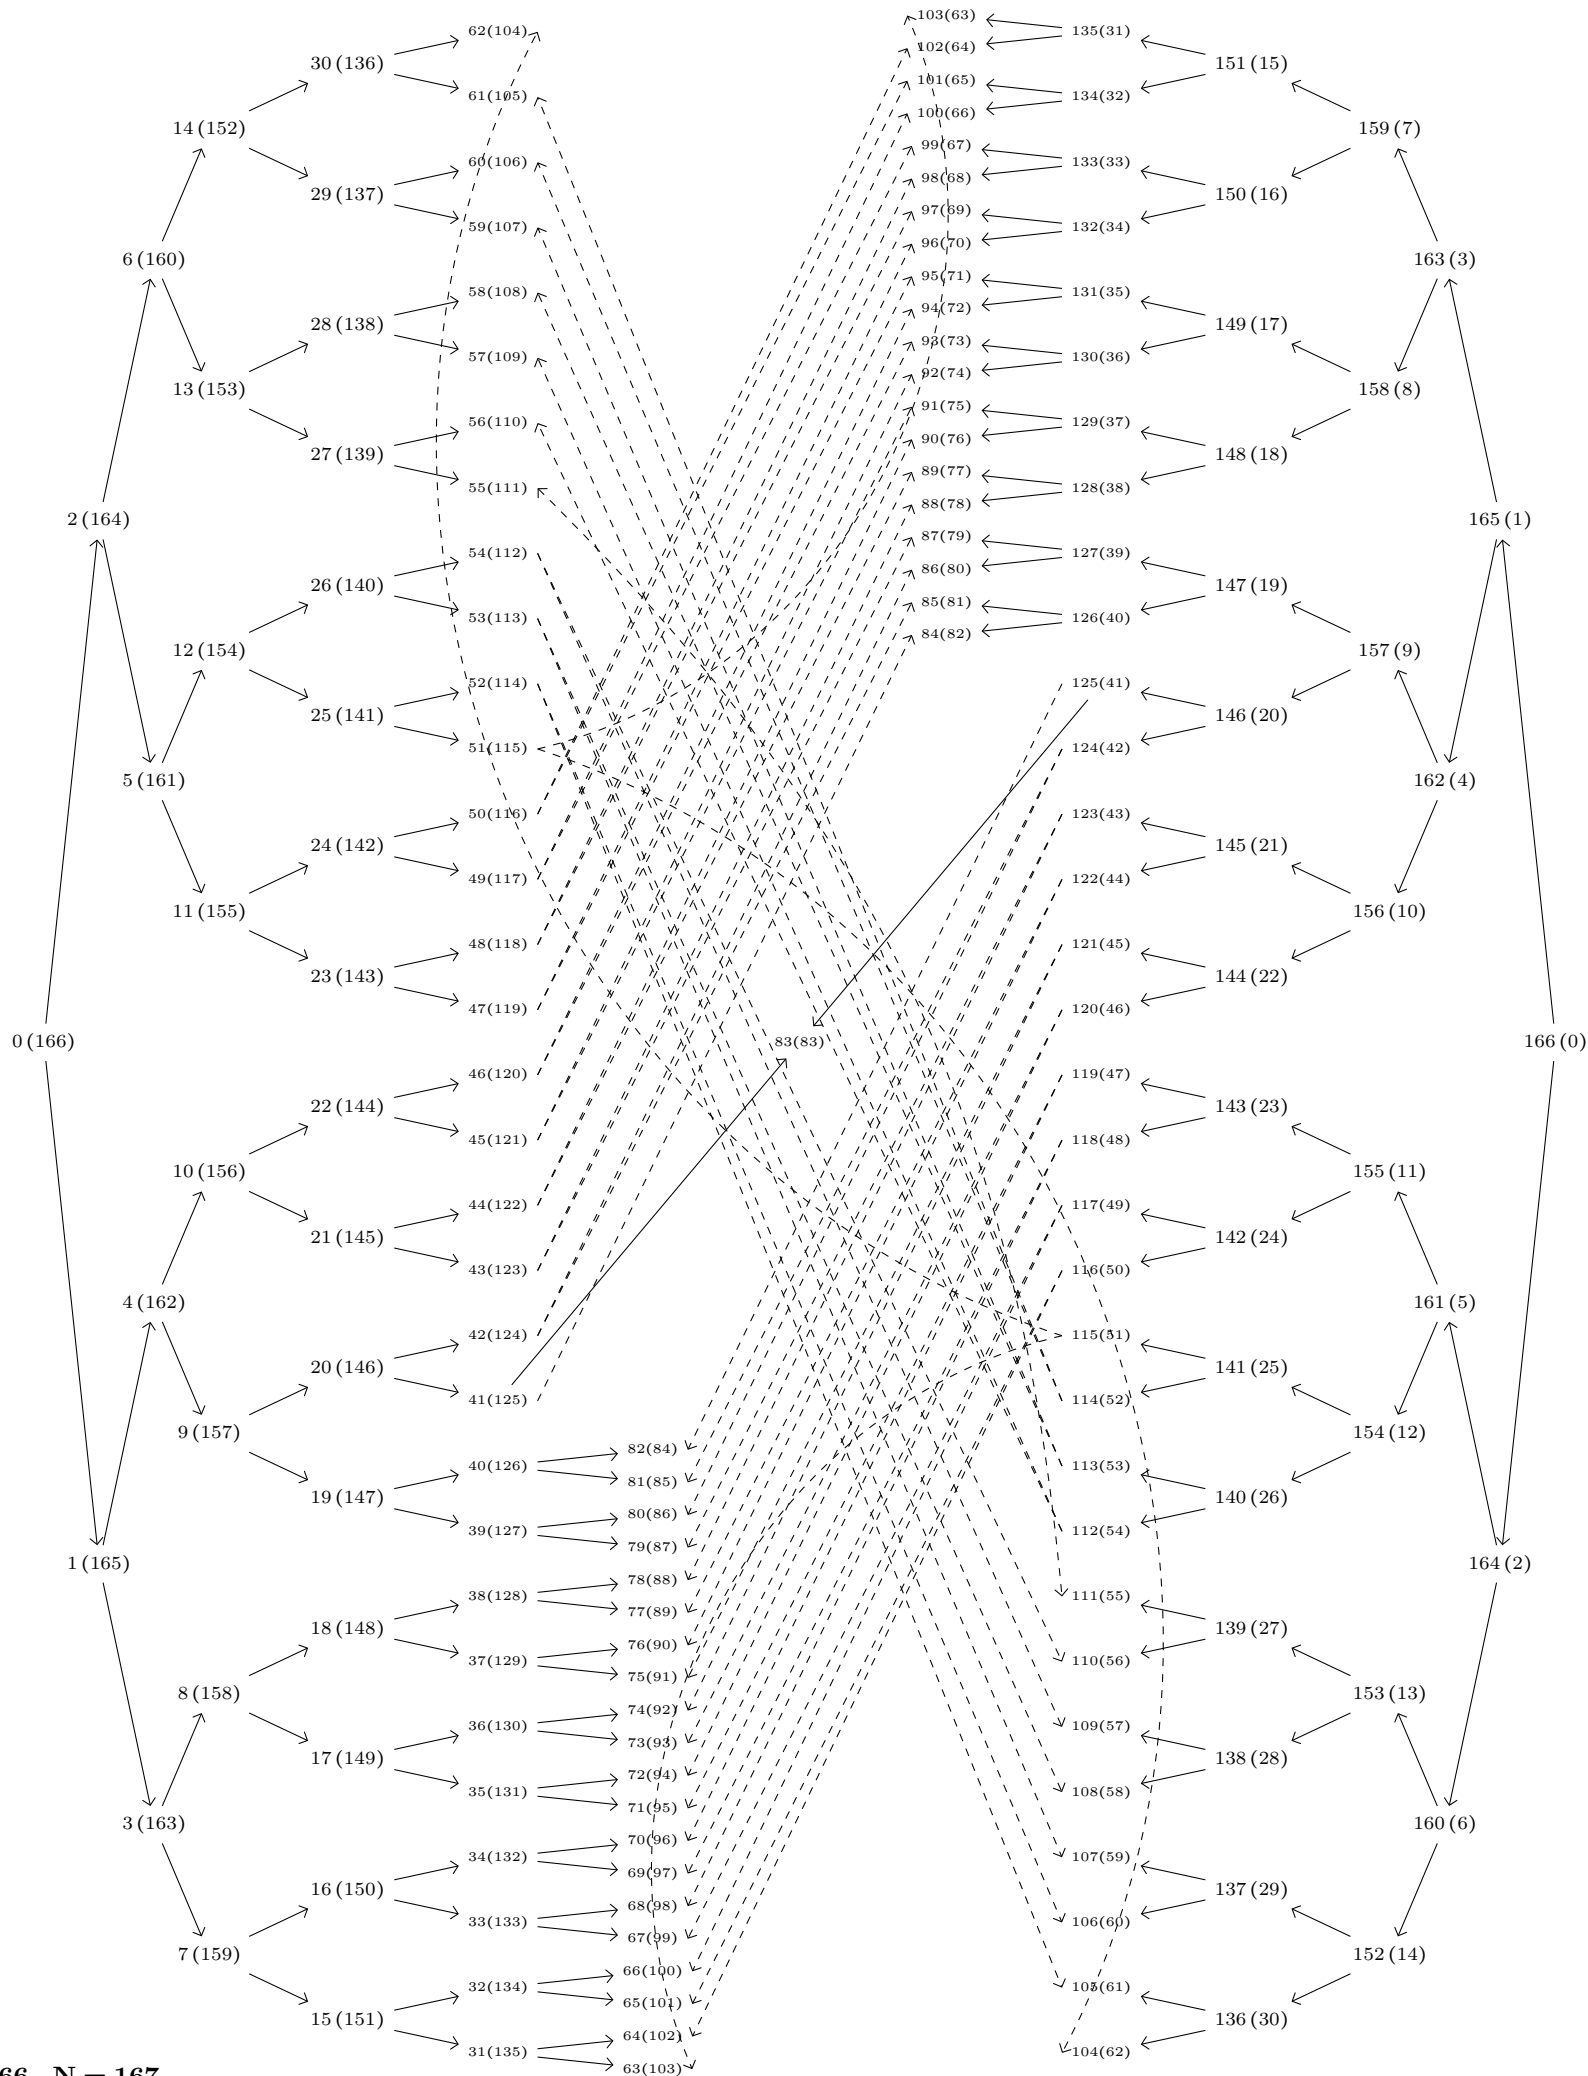 103(63)
62(104) 135(31)
102(64)
30 (136) 151 (15)
101(65)
61(105) 134(32)
100(66)
14 (152) 159 (7)
99(67)
60(106) 133(33)
98(68)
29 (137) 150 (16)
97(69)
59(107) 132(34)
96(70)
6 (160) 163 (3)
95(71)
58(108) 131(35)
94(72)
28 (138) 149 (17)
93(73)
57(109) 130(36)
92(74)
13 (153) 158 (8)
91(75)
56(110) 129(37)
90(76)
27 (139) 148 (18)
89(77)
55(111) 128(38)
88(78)
2 (164) 165 (1)
87(79)
54(112) 127(39)
86(80)
26 (140) 147 (19)
85(81)
53(113) 126(40)
84(82)
12 (154) 157 (9)
52(114) 125(41)
25 (141) 146 (20)
51(115) 124(42)
5 (161) 162 (4)
50(116) 123(43)
24 (142) 145 (21)
49(117) 122(44)
11 (155) 156 (10)
48(118) 121(45)
23 (143) 144 (22)
47(119) 120(46)
0 (166) 83(83) 166 (0)
46(120) 119(47)
22 (144) 143 (23)
45(121) 118(48)
10 (156) 155 (11)
44(122) 117(49)
21 (145) 142 (24)
43(123) 116(50)
4 (162) 161 (5)
42(124) 115(51)
20 (146) 141 (25)
41(125) 114(52)
9 (157) 154 (12)
82(84)
40(126) 113(53)
81(85)
19 (147) 140 (26)
80(86)
39(127) 112(54)
79(87)
1 (165) 164 (2)
78(88)
38(128) 111(55)
77(89)
18 (148) 139 (27)
76(90)
37(129) 110(56)
75(91)
8 (158) 153 (13)
74(92)
36(130) 109(57)
73(93)
17 (149) 138 (28)
72(94)
35(131) 108(58)
71(95)
3 (163) 160 (6)
70(96)
34(132) 107(59)
69(97)
16 (150) 137 (29)
68(98)
33(133) 106(60)
67(99)
7 (159) 152 (14)
66(100)
32(134) 105(61)
65(101)
15 (151) 136 (30)
64(102)
31(135) 104(62)
63(103)
N = 167